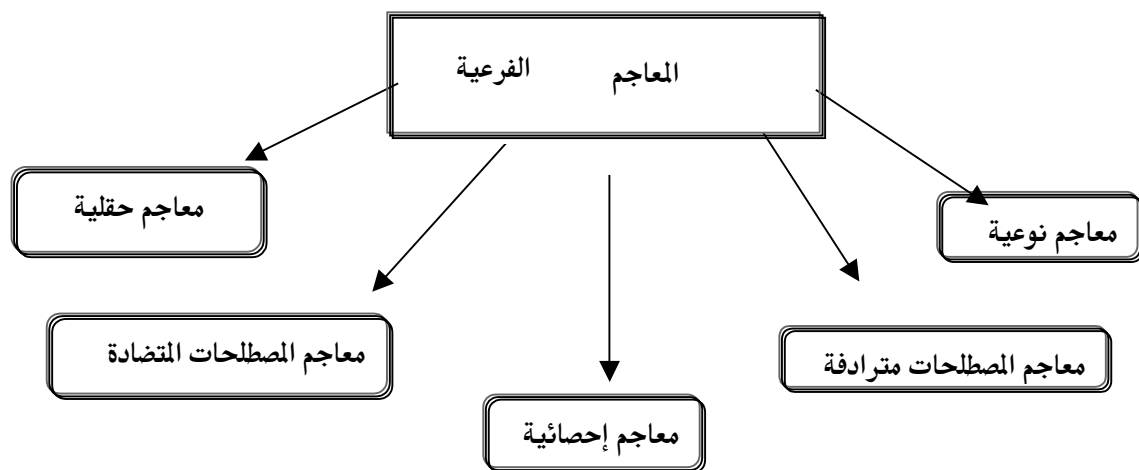 المعاجم الفرعية
معاجم نوعية
معاجم حقلية
معاجم المصطلحات مترادفة
معاجم المصطلحات المتضادة
معاجم إحصائية